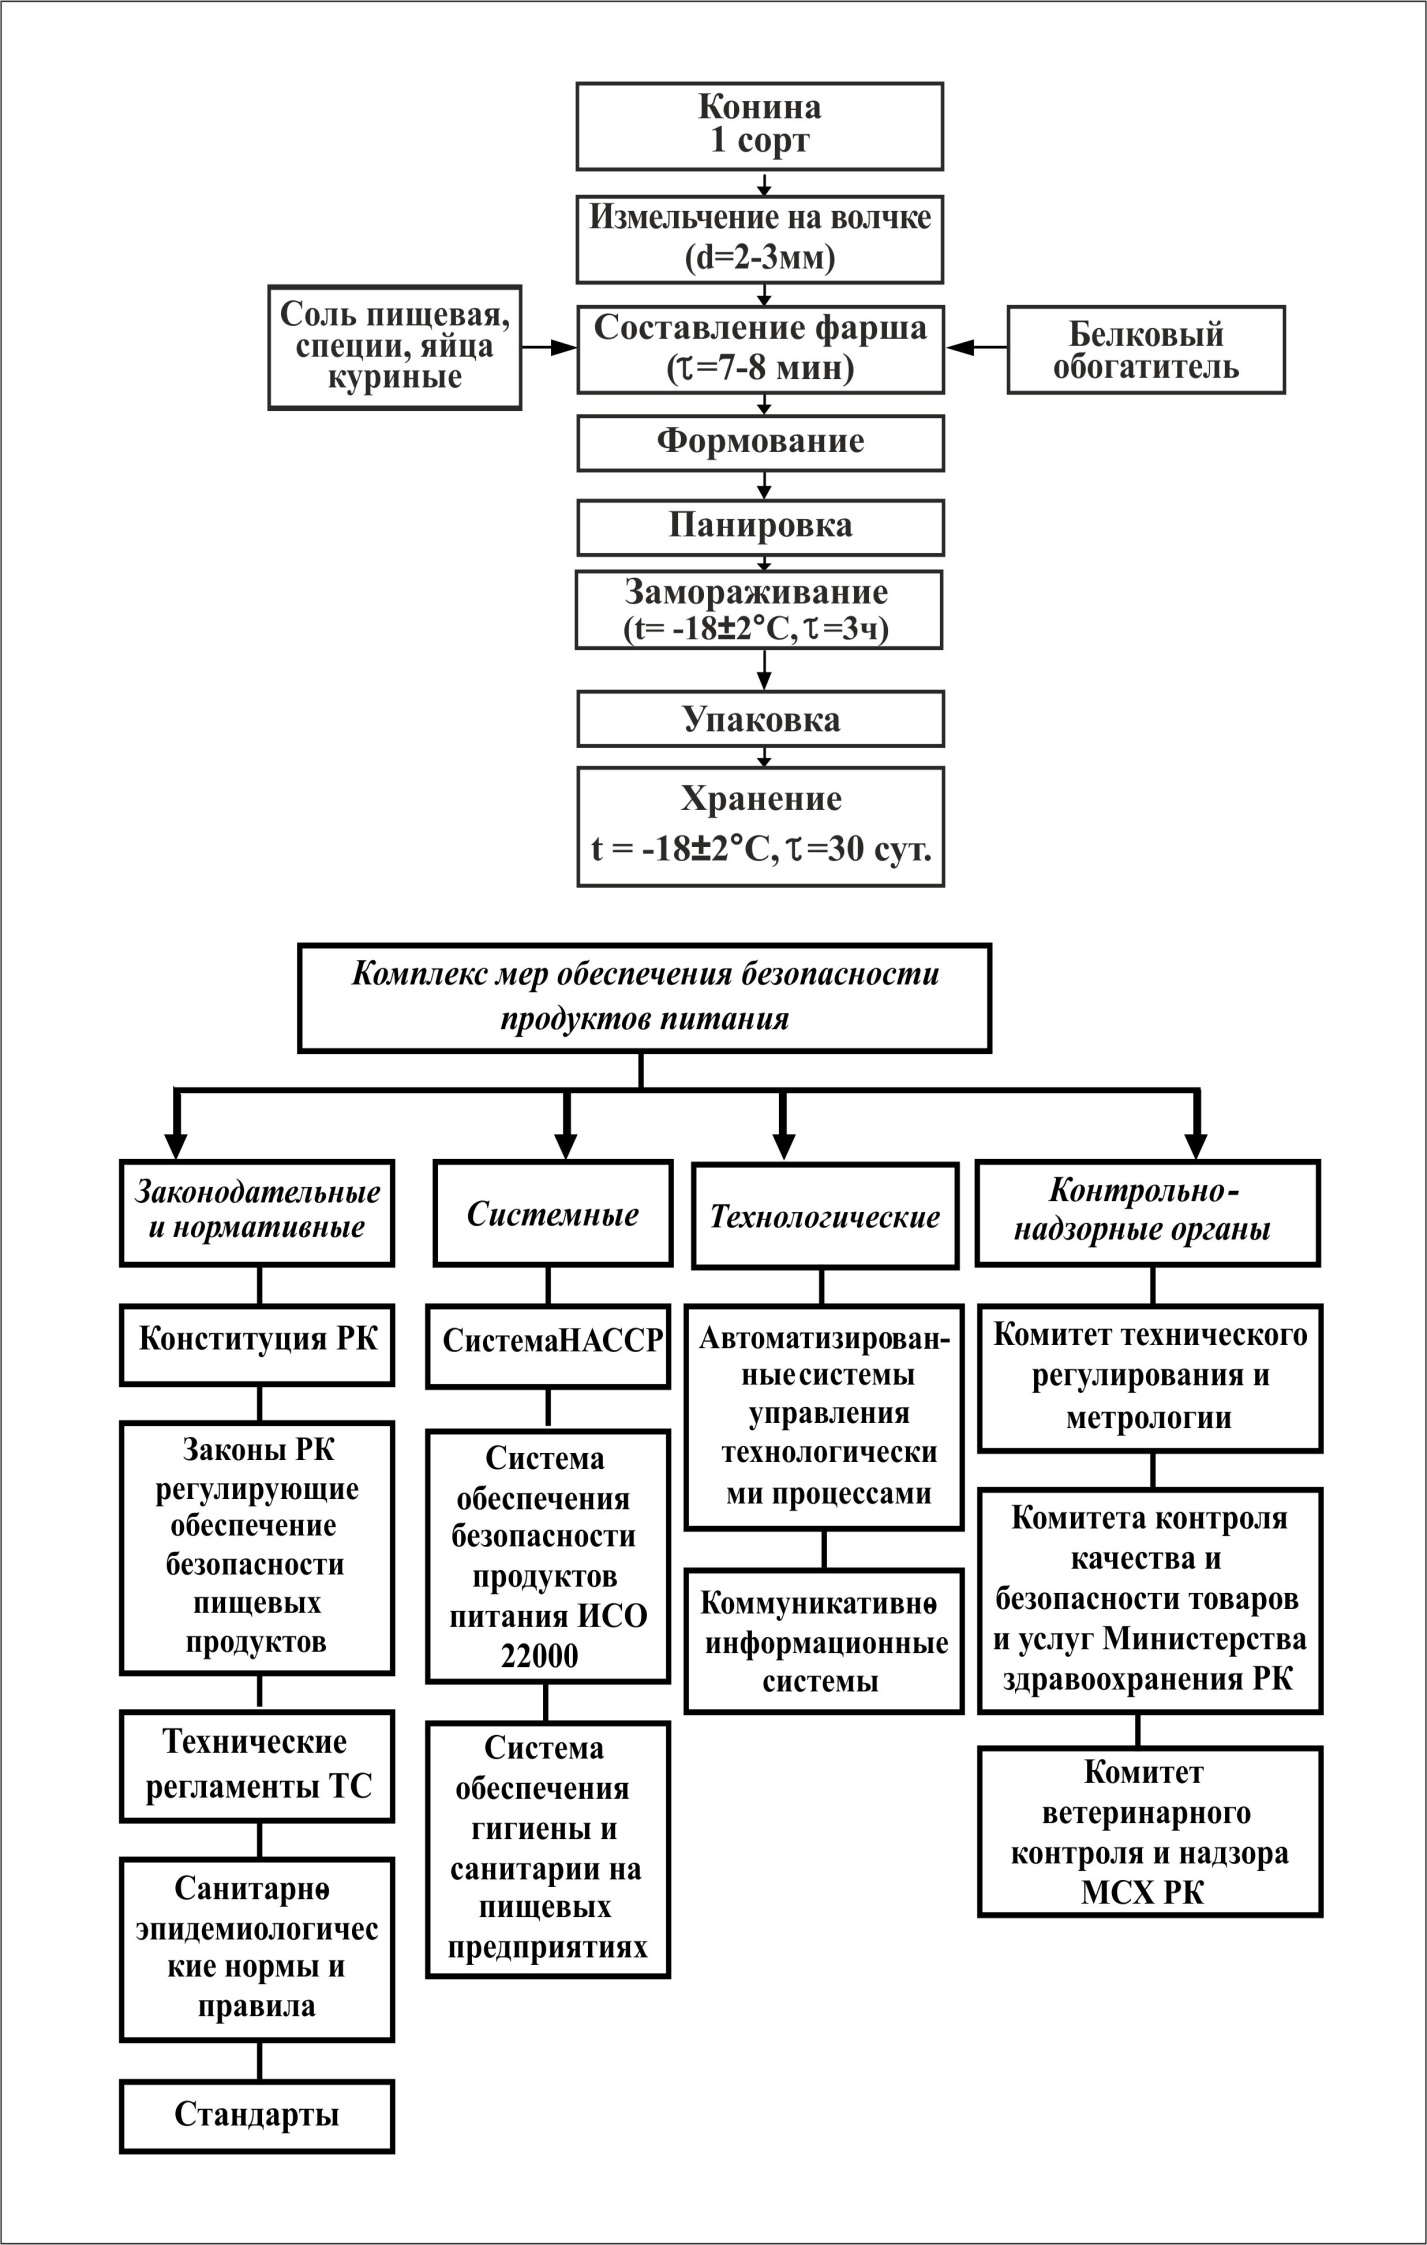 Конина
1 сорт
Измельчение на волчке
(d=2-3мм)
Соль пищевая,
специи, яйца
куриные
Составление фарша
(τ=7-8 мин)
Белковый
обогатитель
Формование
Панировка
Замораживание
(t= -18±2°С, τ=3ч)
Упаковка
Хранение
t = -18±2°С, τ=30 сут.
Комплекс мер обеспечения безопасности
продуктов питания
Законодательные
и нормативные
Конституция РК
Законы РК
регулирующие
обеспечение
безопасности
пищевых
продуктов
Технические
регламенты ТС
Санитарно-
эпидемиологичес
кие нормы и
правила
Стандарты
Системные
СистемаНАССР
Система
обеспечения
безопасности
продуктов
питания ИСО
22000
Система
обеспечения
гигиены и
санитарии на
пищевых
предприятиях
Технологические
Автоматизирован-
ные системы
управления
технологически
ми процессами
Коммуникативно-
информационные
системы
Контрольно-
надзорные органы
Комитет технического
регулирования и
метрологии
Комитета контроля
качества и
безопасности товаров
и услуг Министерства
здравоохранения РК
Комитет
ветеринарного
контроля и надзора
МСХ РК